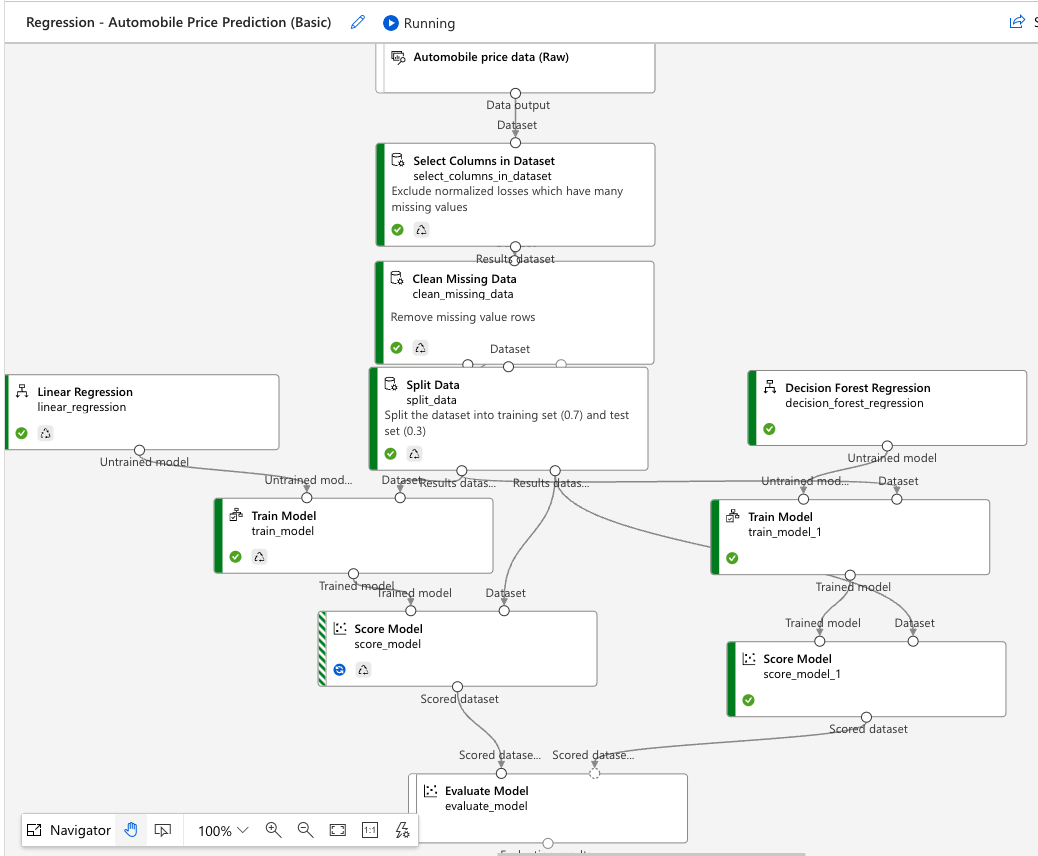 Regression - Automobile Price Prediction (Basic)
Running
Automobile price data (Raw)
Data output
Dataset
Select Columns in Dataset
select_columns_in_dataset
Exclude normalized losses which have many
missing values
Results dataset
Clean Missing Data
clean_missing_data
Remove missing value rows
Dataset
Split Data
split_data
Split the dataset into training set (0.7) and test
set (0.3)
Linear Regression
linear_regression
Decision Forest Regression
decision_forest_regression
Untrained model
Untrained model
Untrained mod...
Dataset
Results datas...
Results datas...
Untrained mod...
Dataset
Train Model
train_model
Train Model
train_model_1
Trained model
Trained model
Dataset
Trained model
Trained model
Dataset
Score Model
score_model
Score Model
score_model_1
Scored dataset
Scored dataset
Scored datase...
Scored datase...
Evaluate Model
evaluate_model
Navigator
100%
1:1